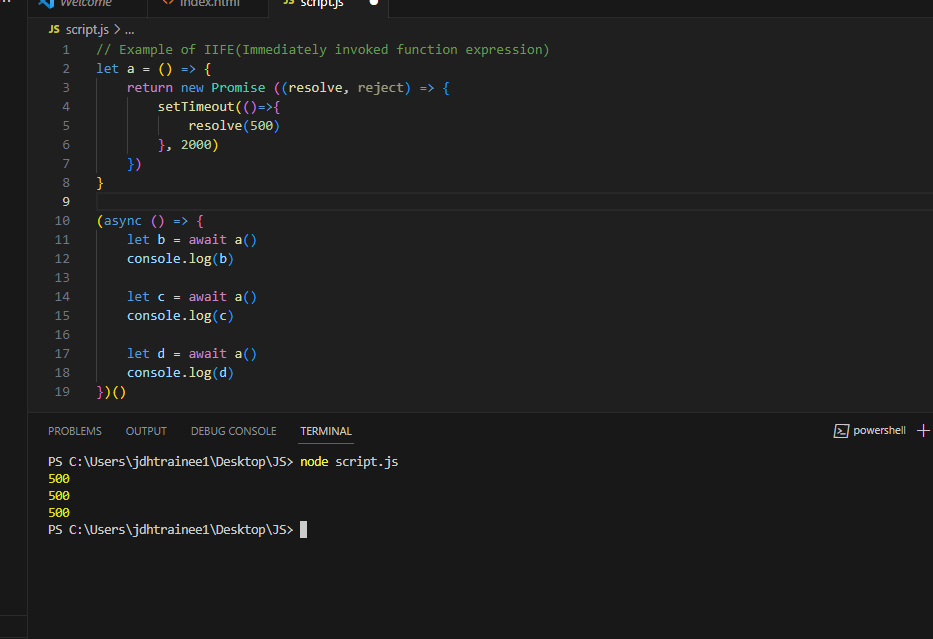 Welcome index.html JS script.js
JS script.js > ...
1 // Example of IIFE(Immediately invoked function expression)
2 let a = () => {
3 return new Promise ((resolve, reject) => {
4 setTimeout(()=>{
5 resolve(500)
6 }, 2000)
7 })
8 }
9
10 (async () => {
11 let b = await a()
12 console.log(b)
13
14 let c = await a()
15 console.log(c)
16
17 let d = await a()
18 console.log(d)
19 })()
PROBLEMS OUTPUT DEBUG CONSOLE TERMINAL powershell
PS C:\Users\jdhtrainee1\Desktop\JS> node script.js
500
500
500
PS C:\Users\jdhtrainee1\Desktop\JS>